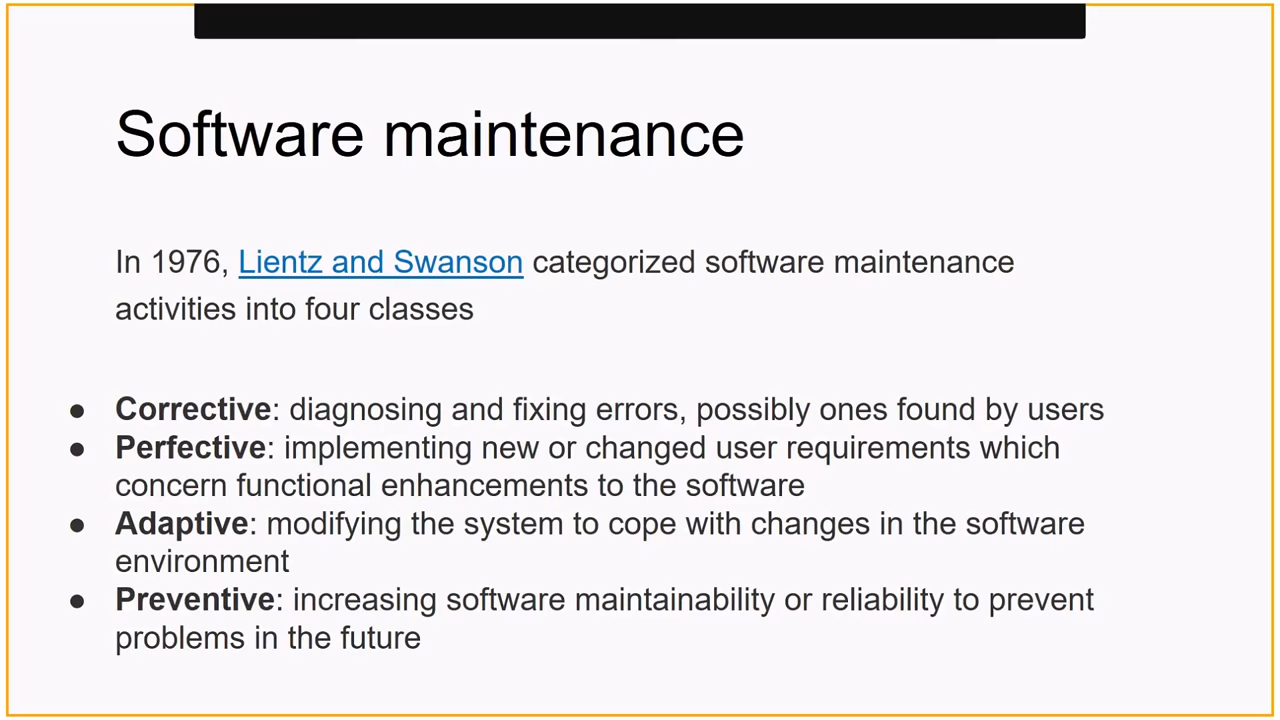 Software maintenance
In 1976, Lientz and Swanson categorized software maintenance
activities into four classes
● Corrective: diagnosing and fixing errors, possibly ones found by users
● Perfective: implementing new or changed user requirements which
concern functional enhancements to the software
● Adaptive: modifying the system to cope with changes in the software
environment
● Preventive: increasing software maintainability or reliability to prevent
problems in the future